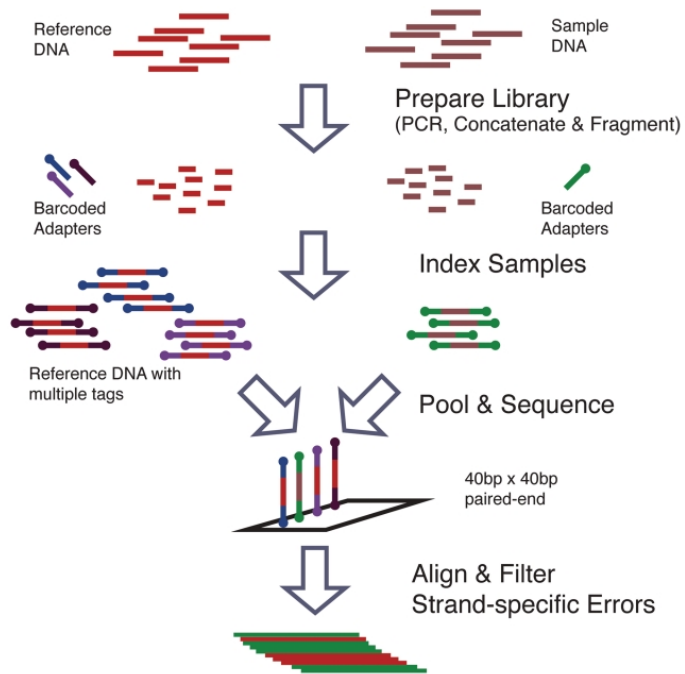 Reference
DNA
Sample
DNA
Prepare Library
(PCR, Concatenate & Fragment)
Barcoded
Adapters
Barcoded
Adapters
Index Samples
Reference DNA with
multiple tags
Pool & Sequence
40bp x 40bp
paired-end
Align & Filter
Strand-specific Errors